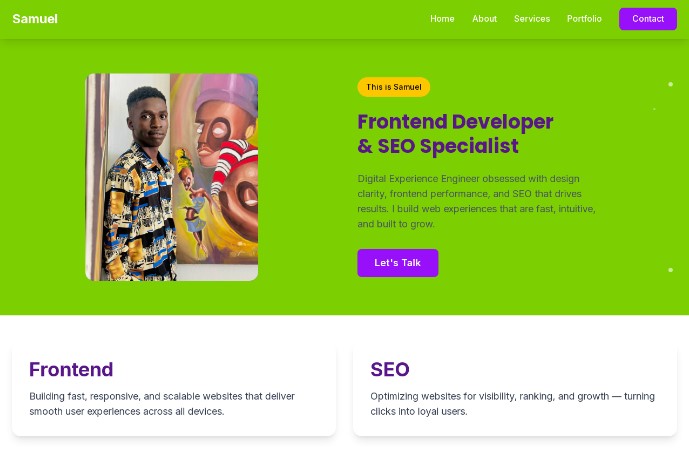 Samuel
Home About Services Portfolio Contact
This is Samuel
Frontend Developer
& SEO Specialist
Digital Experience Engineer obsessed with design
clarity, frontend performance, and SEO that drives
results. I build web experiences that are fast, intuitive,
and built to grow.
Let's Talk
Frontend
Building fast, responsive, and scalable websites that deliver
smooth user experiences across all devices.
SEO
Optimizing websites for visibility, ranking, and growth — turning
clicks into loyal users.